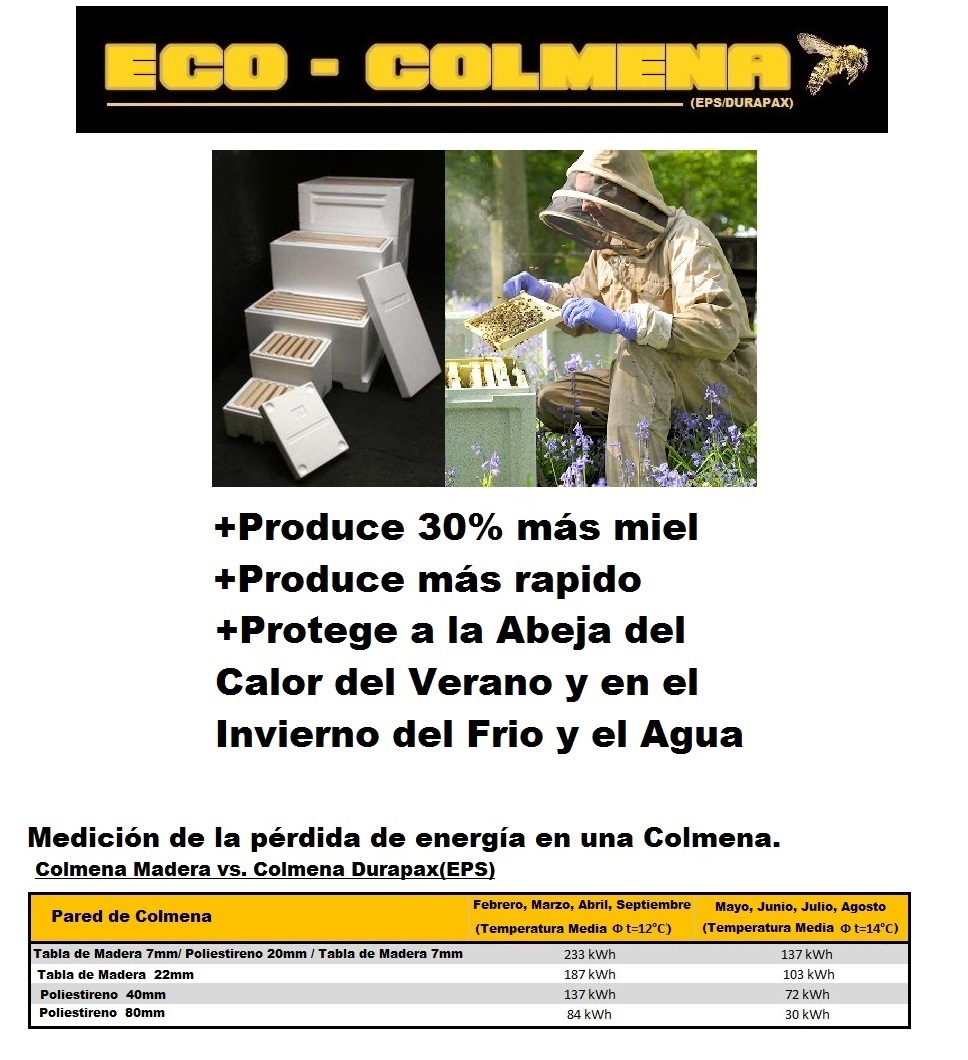 ECO - COLMENA
(EPS/DURAPAX)
+Produce 30% más miel
+Produce más rapido
+Protege a la Abeja del
Calor del Verano y en el
Invierno del Frio y el Agua
Medición de la pérdida de energía en una Colmena.
Colmena Madera vs. Colmena Durapax(EPS)
Pared de Colmena
Febrero, Marzo, Abril, Septiembre
(Temperatura Media Φ t=12°C)
Mayo, Junio, Julio, Agosto
(Temperatura Media Φ t=14°C)
Tabla de Madera 7mm/ Poliestireno 20mm / Tabla de Madera 7mm 233 kWh 137 kWh
Tabla de Madera 22mm 187 kWh 103 kWh
Poliestireno 40mm 137 kWh 72 kWh
Poliestireno 80mm 84 kWh 30 kWh